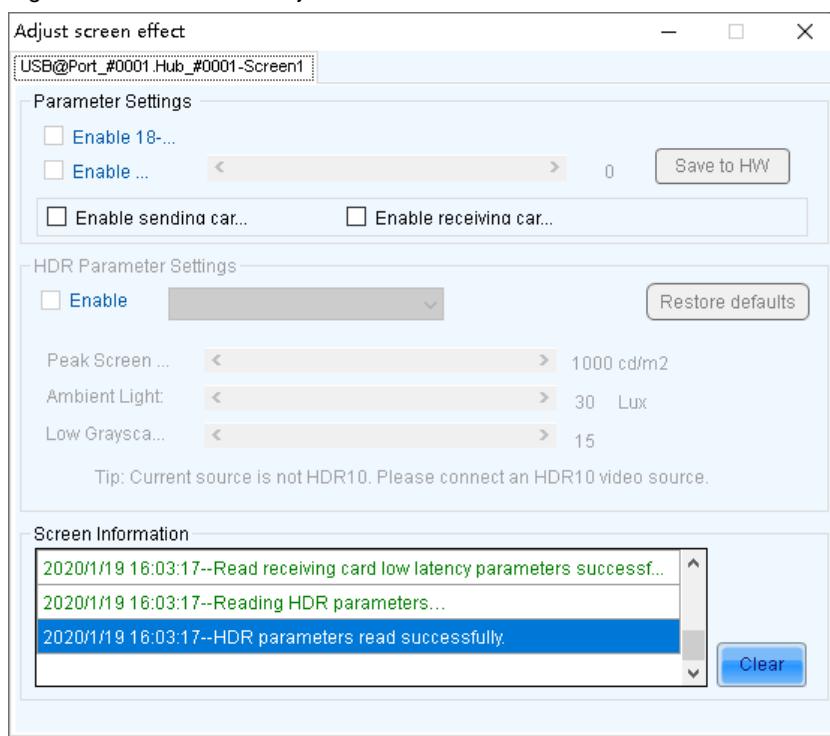 Adjust screen effect
USB@Port_#0001.Hub_#0001-Screen1
Parameter Settings
Enable 18-...
Enable ... 0 Save to HW
Enable sending car... Enable receiving car...
HDR Parameter Settings
Enable Restore defaults
Peak Screen ... 1000 cd/m2
Ambient Light: 30 Lux
Low Graysca... 15
Tip: Current source is not HDR10. Please connect an HDR10 video source.
Screen Information
2020/1/19 16:03:17--Read receiving card low latency parameters successf...
2020/1/19 16:03:17--Reading HDR parameters...
2020/1/19 16:03:17--HDR parameters read successfully.
Clear